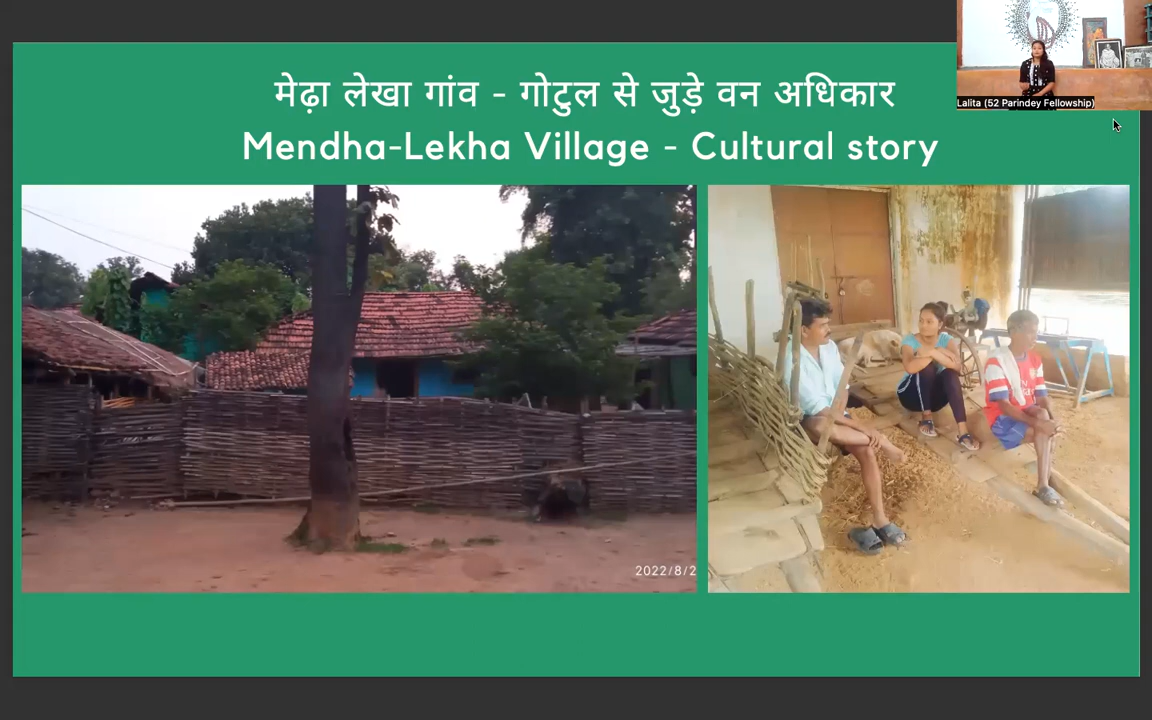 मेढ़ा लेखा गांव - गोटुल से जुड़े वन अधिकार
Mendha-Lekha Village - Cultural story
Lalita (52 Parindey Fellowship)
2022/8/2